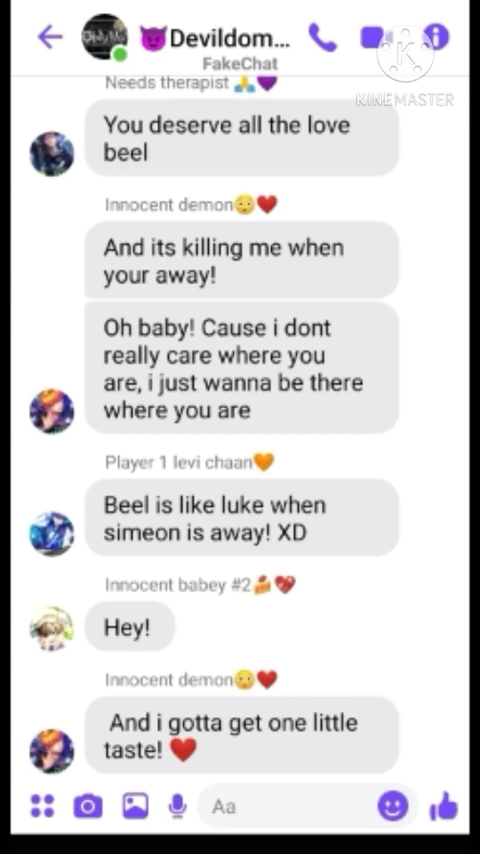 😈Devildom...
FakeChat
KINEMASTER
Needs therapist 🙏💜
You deserve all the love
beel
Innocent demon😳❤️
And its killing me when
your away!
Oh baby! Cause i dont
really care where you
are, i just wanna be there
where you are
Player 1 levi chaan🧡
Beel is like luke when
simeon is away! XD
Innocent babey #2🍰💖
Hey!
Innocent demon😳❤️
And i gotta get one little
taste! ❤️
Aa